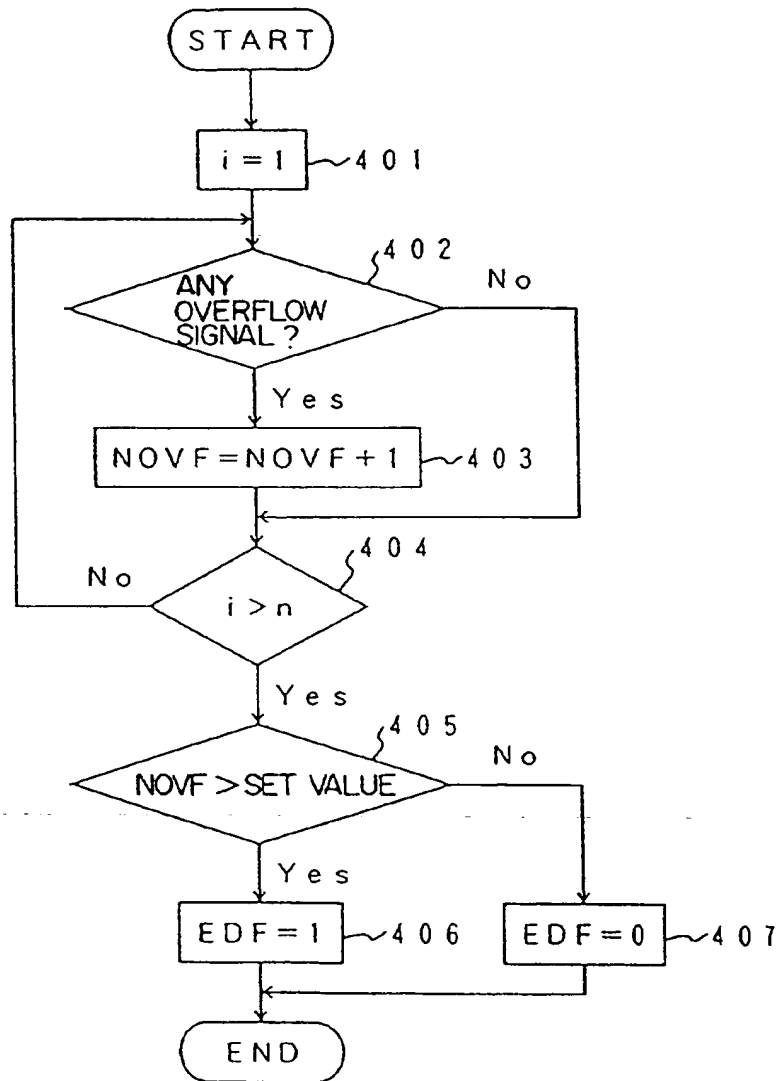 START
i = 1
401
402
ANY
OVERFLOW
SIGNAL ?
No
Yes
NOVF = NOVF + 1
403
404
No
i > n
Yes
405
NOVF > SET VALUE
No
Yes
EDF = 1
406
EDF = 0
407
END